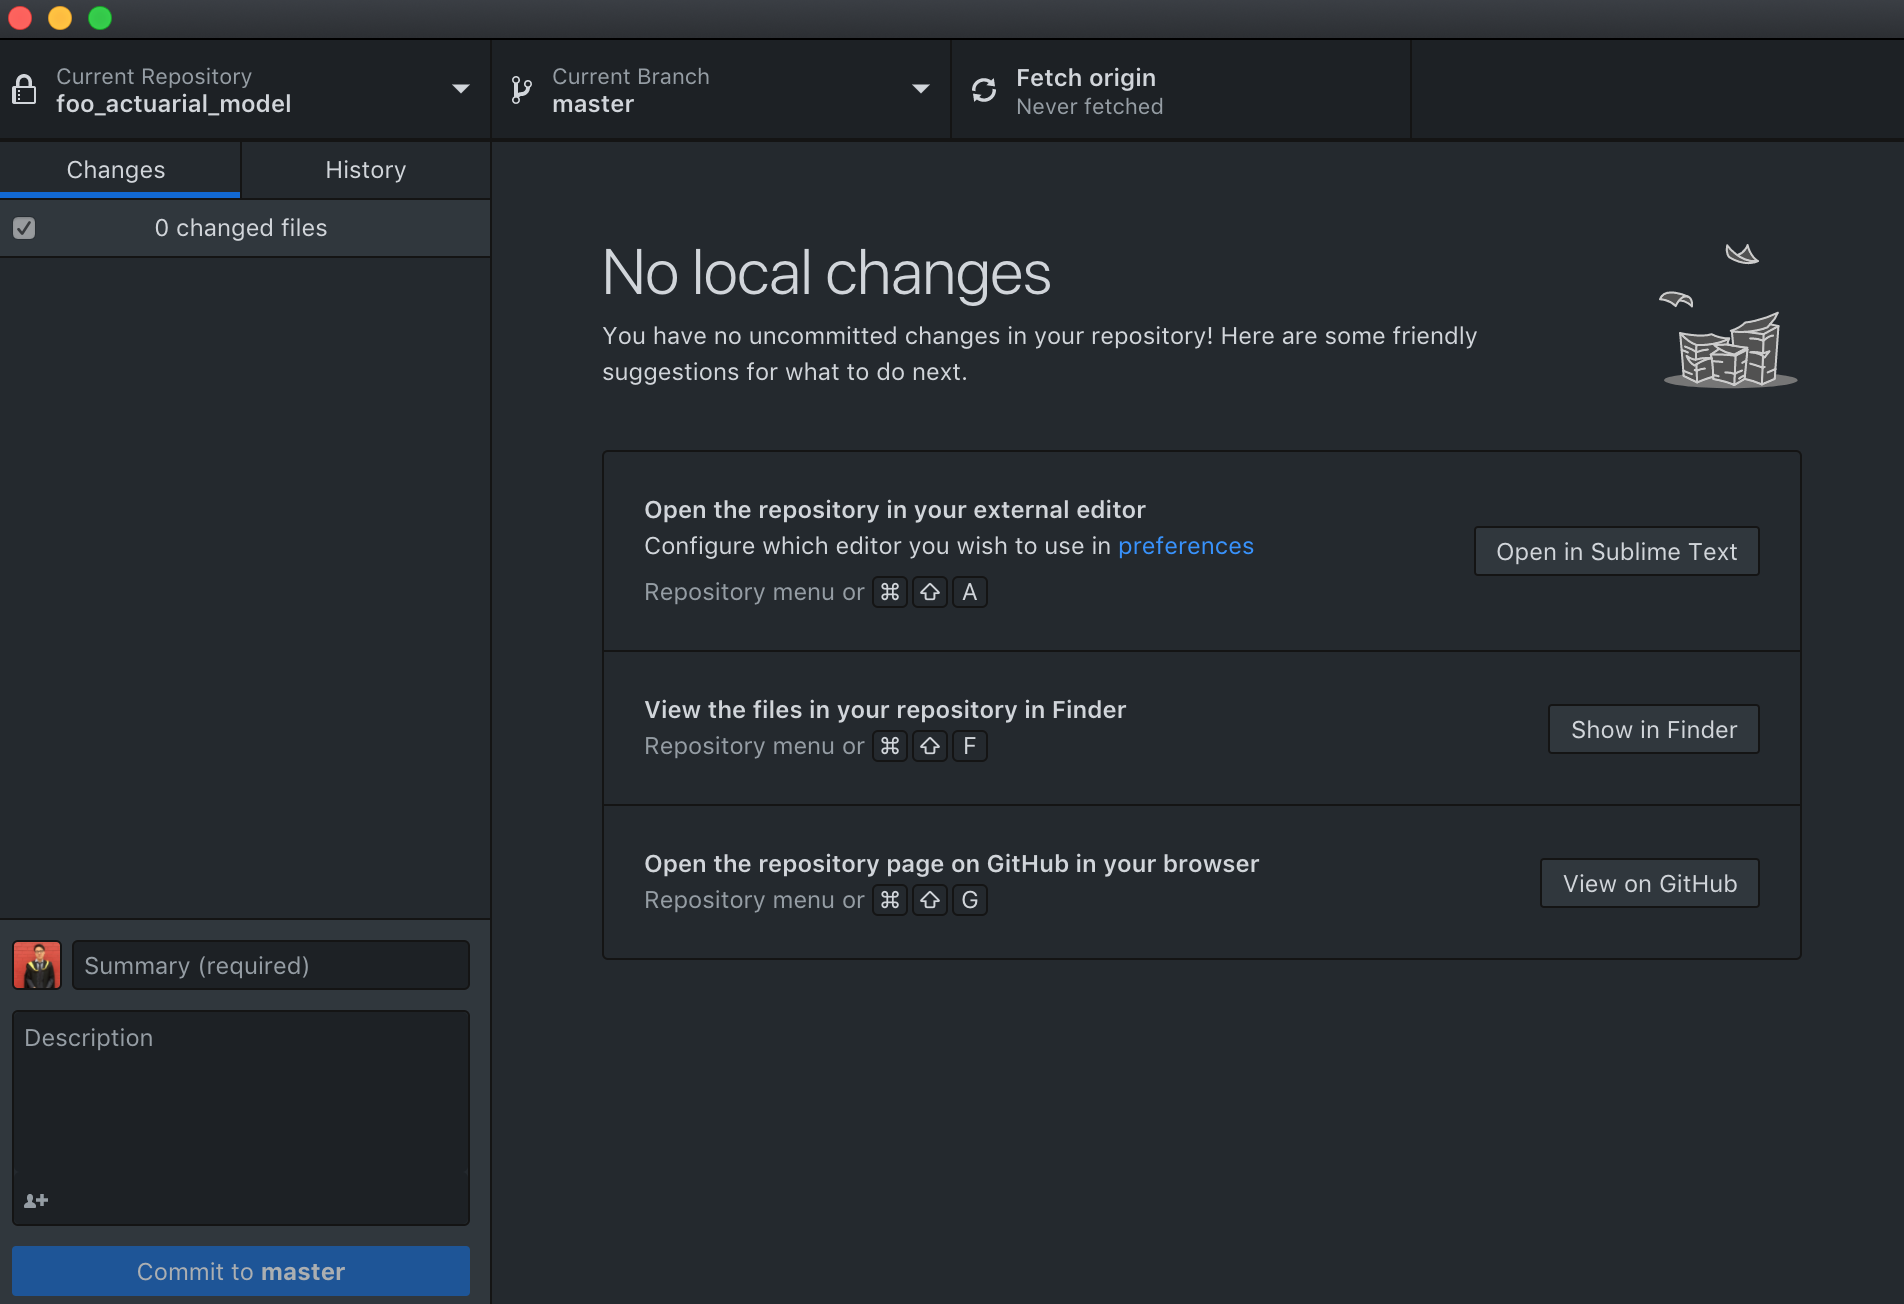 Current Repository
foo_actuarial_model
Current Branch
master
Fetch origin
Never fetched
Changes
History
0 changed files
No local changes
You have no uncommitted changes in your repository! Here are some friendly
suggestions for what to do next.
Open the repository in your external editor
Configure which editor you wish to use in preferences
Repository menu or ⌘ ⇧ A
Open in Sublime Text
View the files in your repository in Finder
Repository menu or ⌘ ⇧ F
Show in Finder
Open the repository page on GitHub in your browser
Repository menu or ⌘ ⇧ G
View on GitHub
Summary (required)
Description
Commit to master